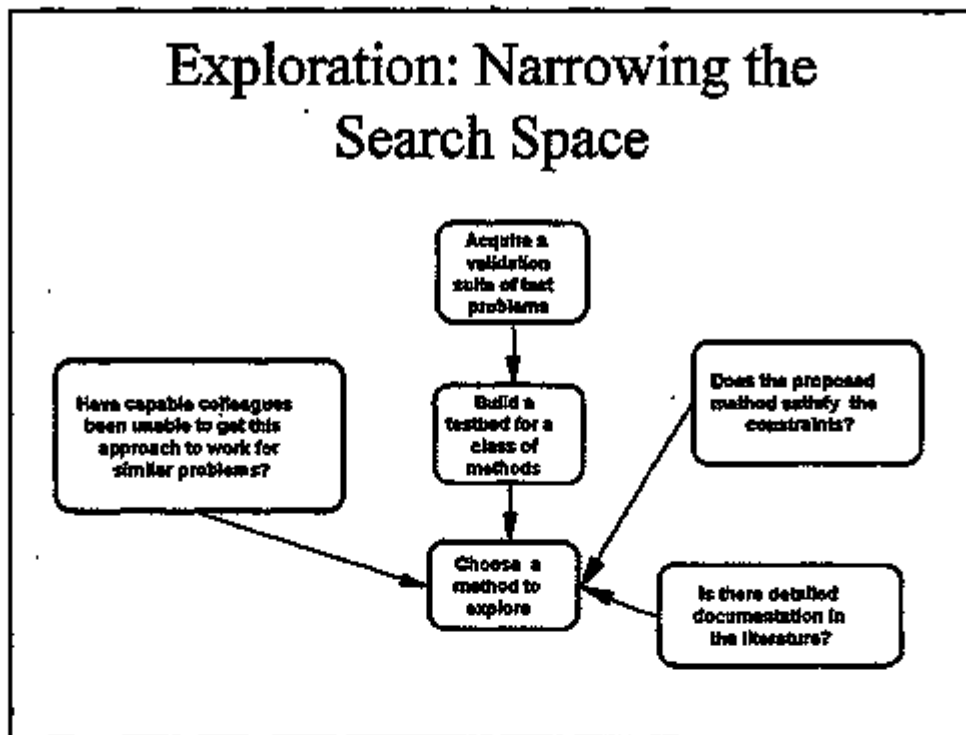 Exploration: Narrowing the
Search Space
Acquire a
validation
suite of test
problems
Have capable colleagues
been unable to get this
approach to work for
similar problems?
Build a
testbed for a
class of
methods
Does the proposed
method satisfy the
constraints?
Choose a
method to
explore
Is there detailed
documentation in
the literature?